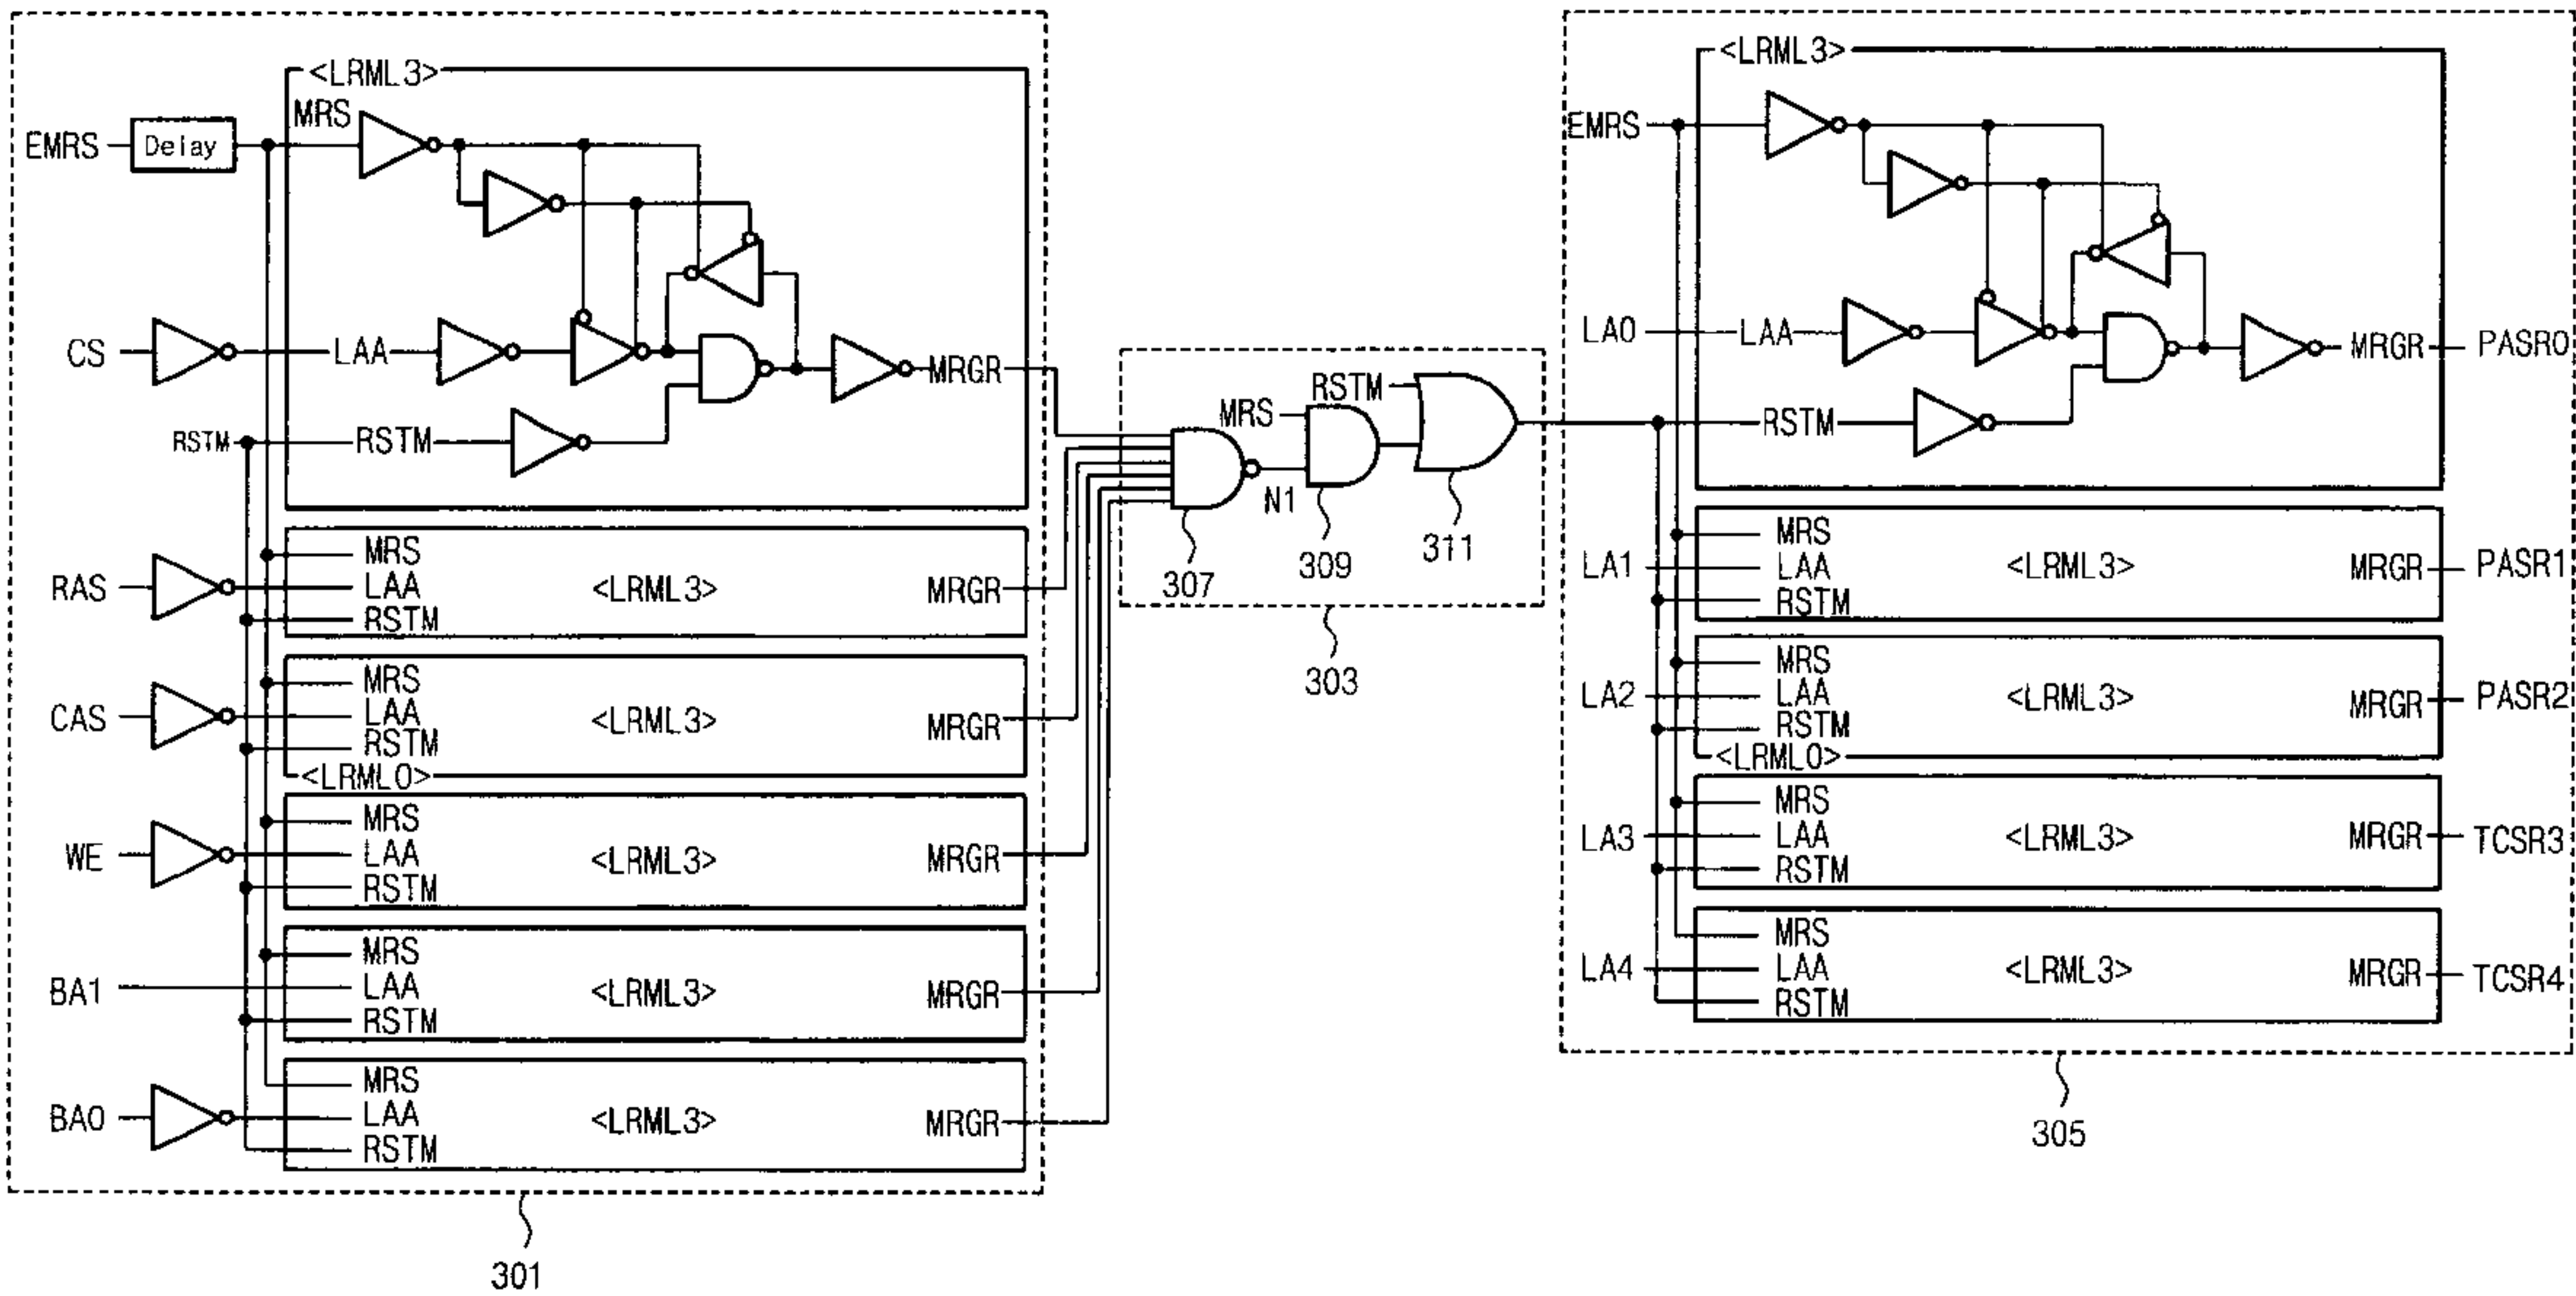 <LRML3>
EMRS
Delay
MRS
CS
LAA
MRGR
RSTM
RSTM
RAS
MRS
LAA
RSTM
<LRML3>
MRGR
CAS
MRS
LAA
RSTM
<LRML3>
MRGR
<LRML0>
WE
MRS
LAA
RSTM
<LRML3>
MRGR
BA1
MRS
LAA
RSTM
<LRML3>
MRGR
BA0
MRS
LAA
RSTM
<LRML3>
MRGR
301
RSTM
MRS
N1
307
309
311
303
<LRML3>
EMRS
LA0
LAA
MRGR
PASR0
RSTM
LA1
MRS
LAA
RSTM
<LRML3>
MRGR
PASR1
LA2
MRS
LAA
RSTM
<LRML3>
MRGR
PASR2
<LRML0>
LA3
MRS
LAA
RSTM
<LRML3>
MRGR
TCSR3
LA4
MRS
LAA
RSTM
<LRML3>
MRGR
TCSR4
305